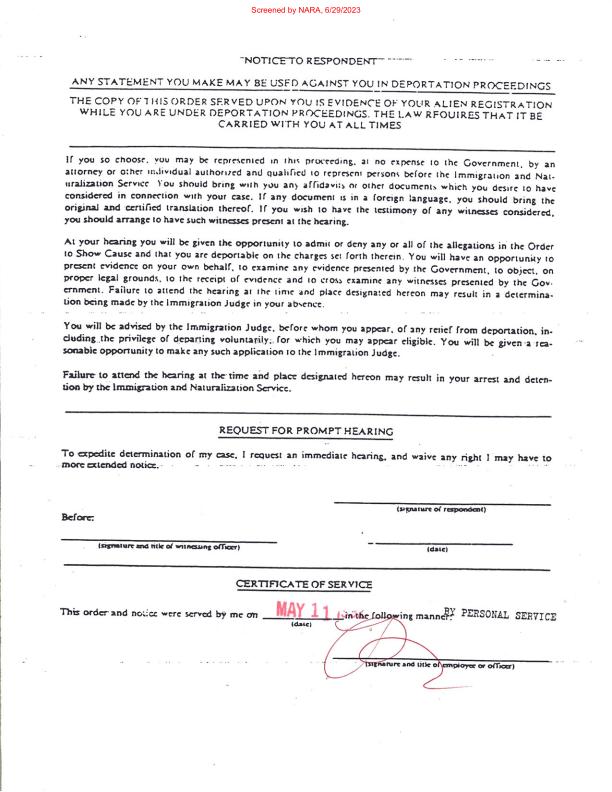 Screened by NARA, 6/29/2023
NOTICE TO RESPONDENT
ANY STATEMENT YOU MAKE MAY BE USED AGAINST YOU IN DEPORTATION PROCEEDINGS
THE COPY OF THIS ORDER SERVED UPON YOU IS EVIDENCE OF YOUR ALIEN REGISTRATION
WHILE YOU ARE UNDER DEPORTATION PROCEEDINGS. THE LAW REQUIRES THAT IT BE
CARRIED WITH YOU AT ALL TIMES
If you so choose, you may be represented in this proceeding, at no expense to the Government, by an
attorney or other individual authorized and qualified to represent persons before the Immigration and Nat-
uralization Service. You should bring with you any affidavits or other documents which you desire to have
considered in connection with your case. If any document is in a foreign language, you should bring the
original and certified translation thereof. If you wish to have the testimony of any witnesses considered,
you should arrange to have such witnesses present at the hearing.
At your hearing you will be given the opportunity to admit or deny any or all of the allegations in the Order
to Show Cause and that you are deportable on the charges set forth therein. You will have an opportunity to
present evidence on your own behalf, to examine any evidence presented by the Government, to object, on
proper legal grounds, to the receipt of evidence and to cross examine any witnesses presented by the Gov-
ernment. Failure to attend the hearing at the time and place designated hereon may result in a determina-
tion being made by the Immigration Judge in your absence.
You will be advised by the Immigration Judge, before whom you appear, of any relief from deportation, in-
cluding the privilege of departing voluntarily, for which you may appear eligible. You will be given a rea-
sonable opportunity to make any such application to the Immigration Judge.
Failure to attend the hearing at the time and place designated hereon may result in your arrest and deten-
tion by the Immigration and Naturalization Service.
REQUEST FOR PROMPT HEARING
To expedite determination of my case, I request an immediate hearing, and waive any right I may have to
more extended notice.
(signature of respondent)
Before:
(signature and title of witnessing officer)
(date)
CERTIFICATE OF SERVICE
This order and notice were served by me on MAY 11 in the following manner: BY PERSONAL SERVICE
(date)
(signature and title of employee or officer)